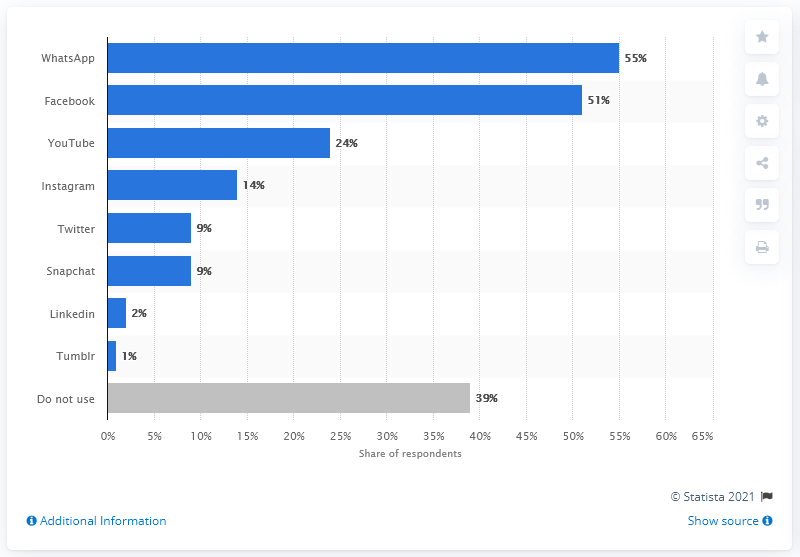 WhatsApp 55%
Facebook 51%
YouTube 24%
Instagram 14%
Twitter 9%
Snapchat 9%
Linkedin 2%
Tumblr 1%
Do not use 39%
0% 5% 10% 15% 20% 25% 30% 35% 40% 45% 50% 55% 60% 65%
Share of respondents
© Statista 2021
Additional Information Show source